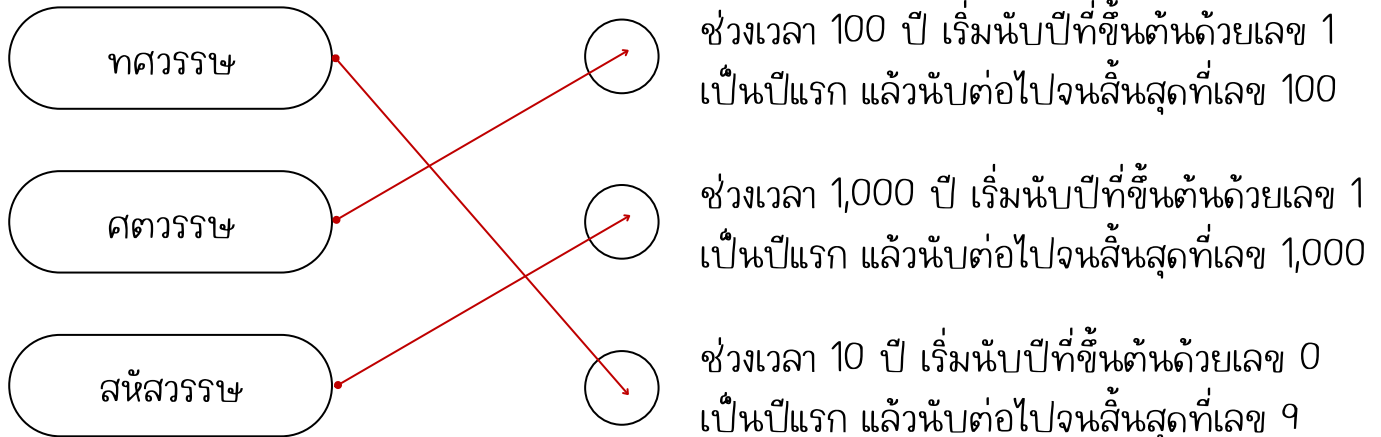 ทศวรรษ
ช่วงเวลา 100 ปี เริ่มนับปีที่ขึ้นต้นด้วยเลข 1
เป็นปีแรก แล้วนับต่อไปจนสิ้นสุดที่เลข 100
ศตวรรษ
ช่วงเวลา 1,000 ปี เริ่มนับปีที่ขึ้นต้นด้วยเลข 1
เป็นปีแรก แล้วนับต่อไปจนสิ้นสุดที่เลข 1,000
สหัสวรรษ
ช่วงเวลา 10 ปี เริ่มนับปีที่ขึ้นต้นด้วยเลข 0
เป็นปีแรก แล้วนับต่อไปจนสิ้นสุดที่เลข 9